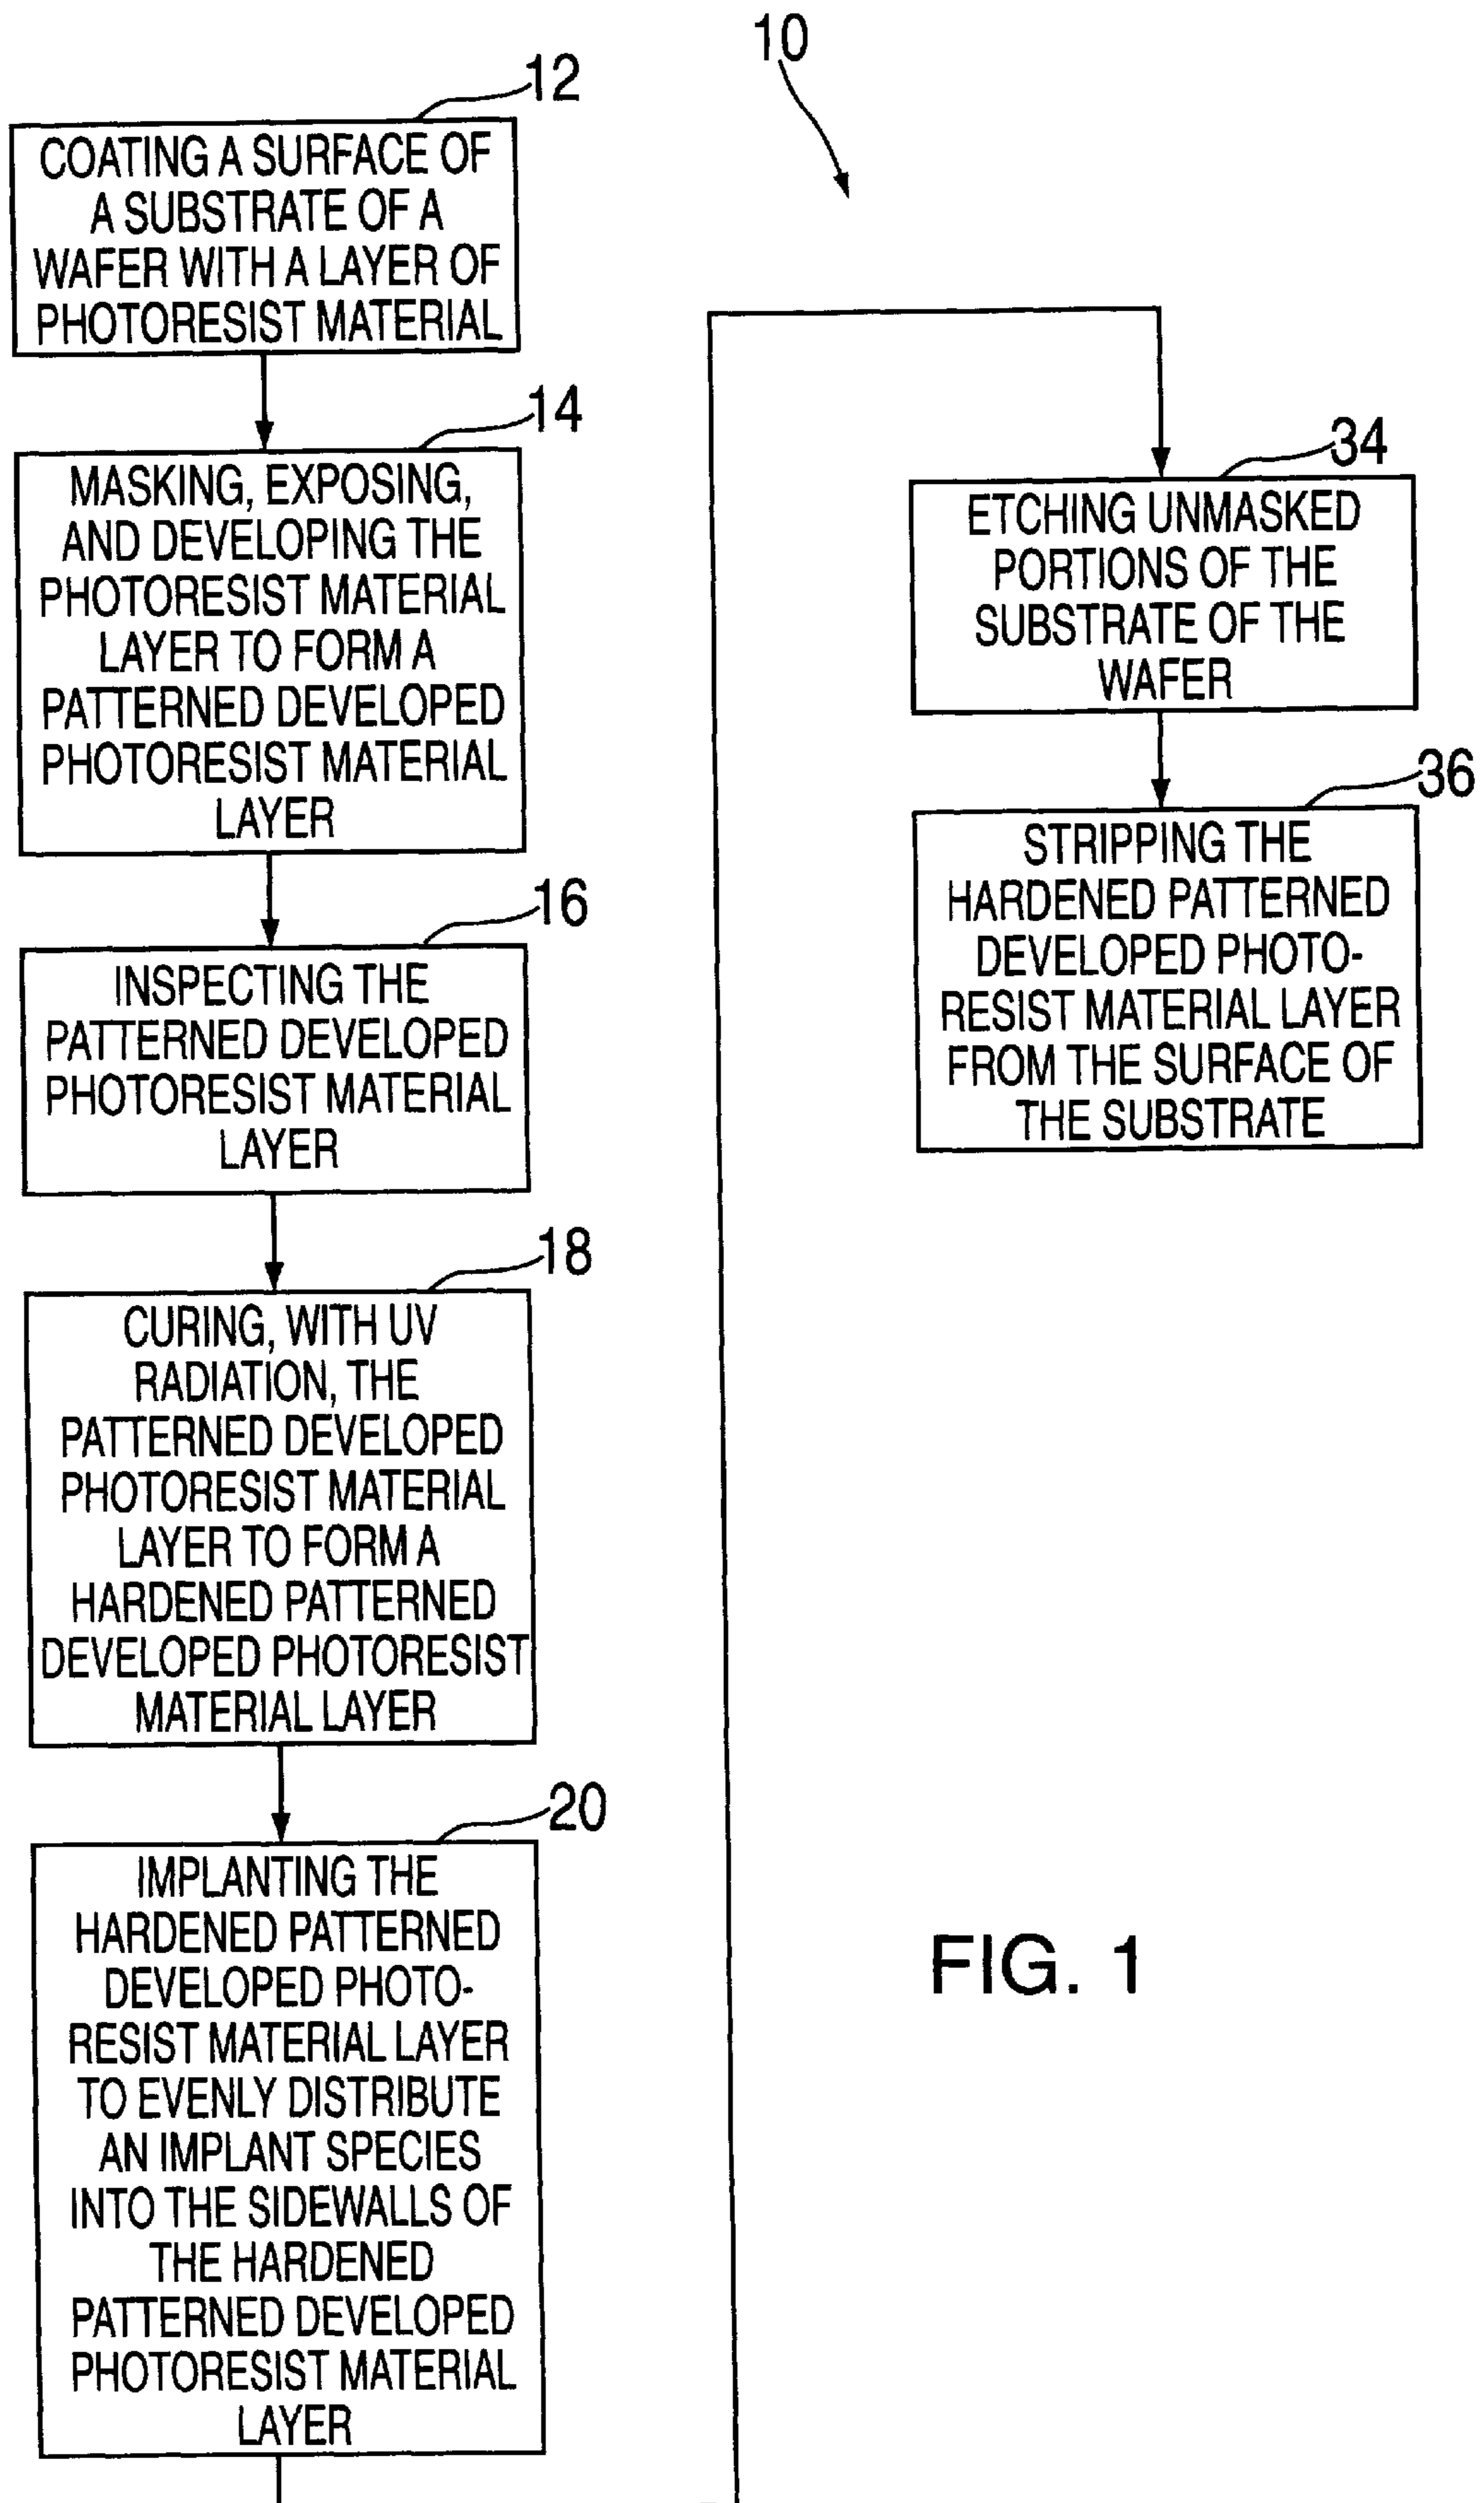 10
12
COATING A SURFACE OF
A SUBSTRATE OF A
WAFER WITH A LAYER OF
PHOTORESIST MATERIAL
14
MASKING, EXPOSING,
AND DEVELOPING THE
PHOTORESIST MATERIAL
LAYER TO FORM A
PATTERNED DEVELOPED
PHOTORESIST MATERIAL
LAYER
16
INSPECTING THE
PATTERNED DEVELOPED
PHOTORESIST MATERIAL
LAYER
18
CURING, WITH UV
RADIATION, THE
PATTERNED DEVELOPED
PHOTORESIST MATERIAL
LAYER TO FORM A
HARDENED PATTERNED
DEVELOPED PHOTORESIST
MATERIAL LAYER
20
IMPLANTING THE
HARDENED PATTERNED
DEVELOPED PHOTO-
RESIST MATERIAL LAYER
TO EVENLY DISTRIBUTE
AN IMPLANT SPECIES
INTO THE SIDEWALLS OF
THE HARDENED
PATTERNED DEVELOPED
PHOTORESIST MATERIAL
LAYER
34
ETCHING UNMASKED
PORTIONS OF THE
SUBSTRATE OF THE
WAFER
36
STRIPPING THE
HARDENED PATTERNED
DEVELOPED PHOTO-
RESIST MATERIAL LAYER
FROM THE SURFACE OF
THE SUBSTRATE
FIG. 1